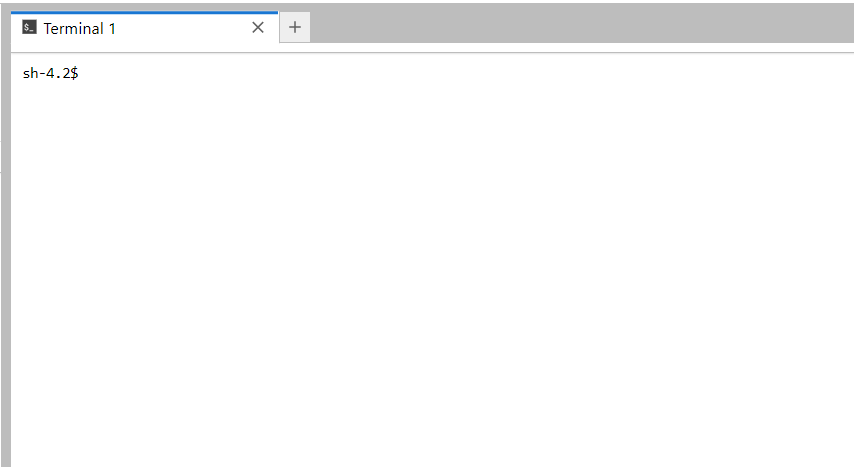 $_ Terminal 1
sh-4.2$